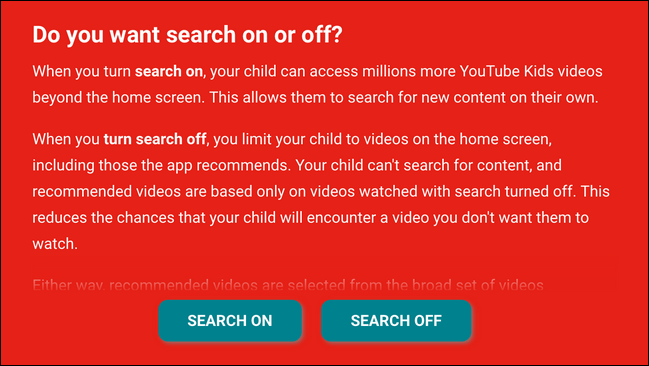 Do you want search on or off?
When you turn search on, your child can access millions more YouTube Kids videos
beyond the home screen. This allows them to search for new content on their own.
When you turn search off, you limit your child to videos on the home screen,
including those the app recommends. Your child can't search for content, and
recommended videos are based only on videos watched with search turned off. This
reduces the chances that your child will encounter a video you don't want them to
watch.
Either way, recommended videos are selected from the broad set of videos
SEARCH ON
SEARCH OFF